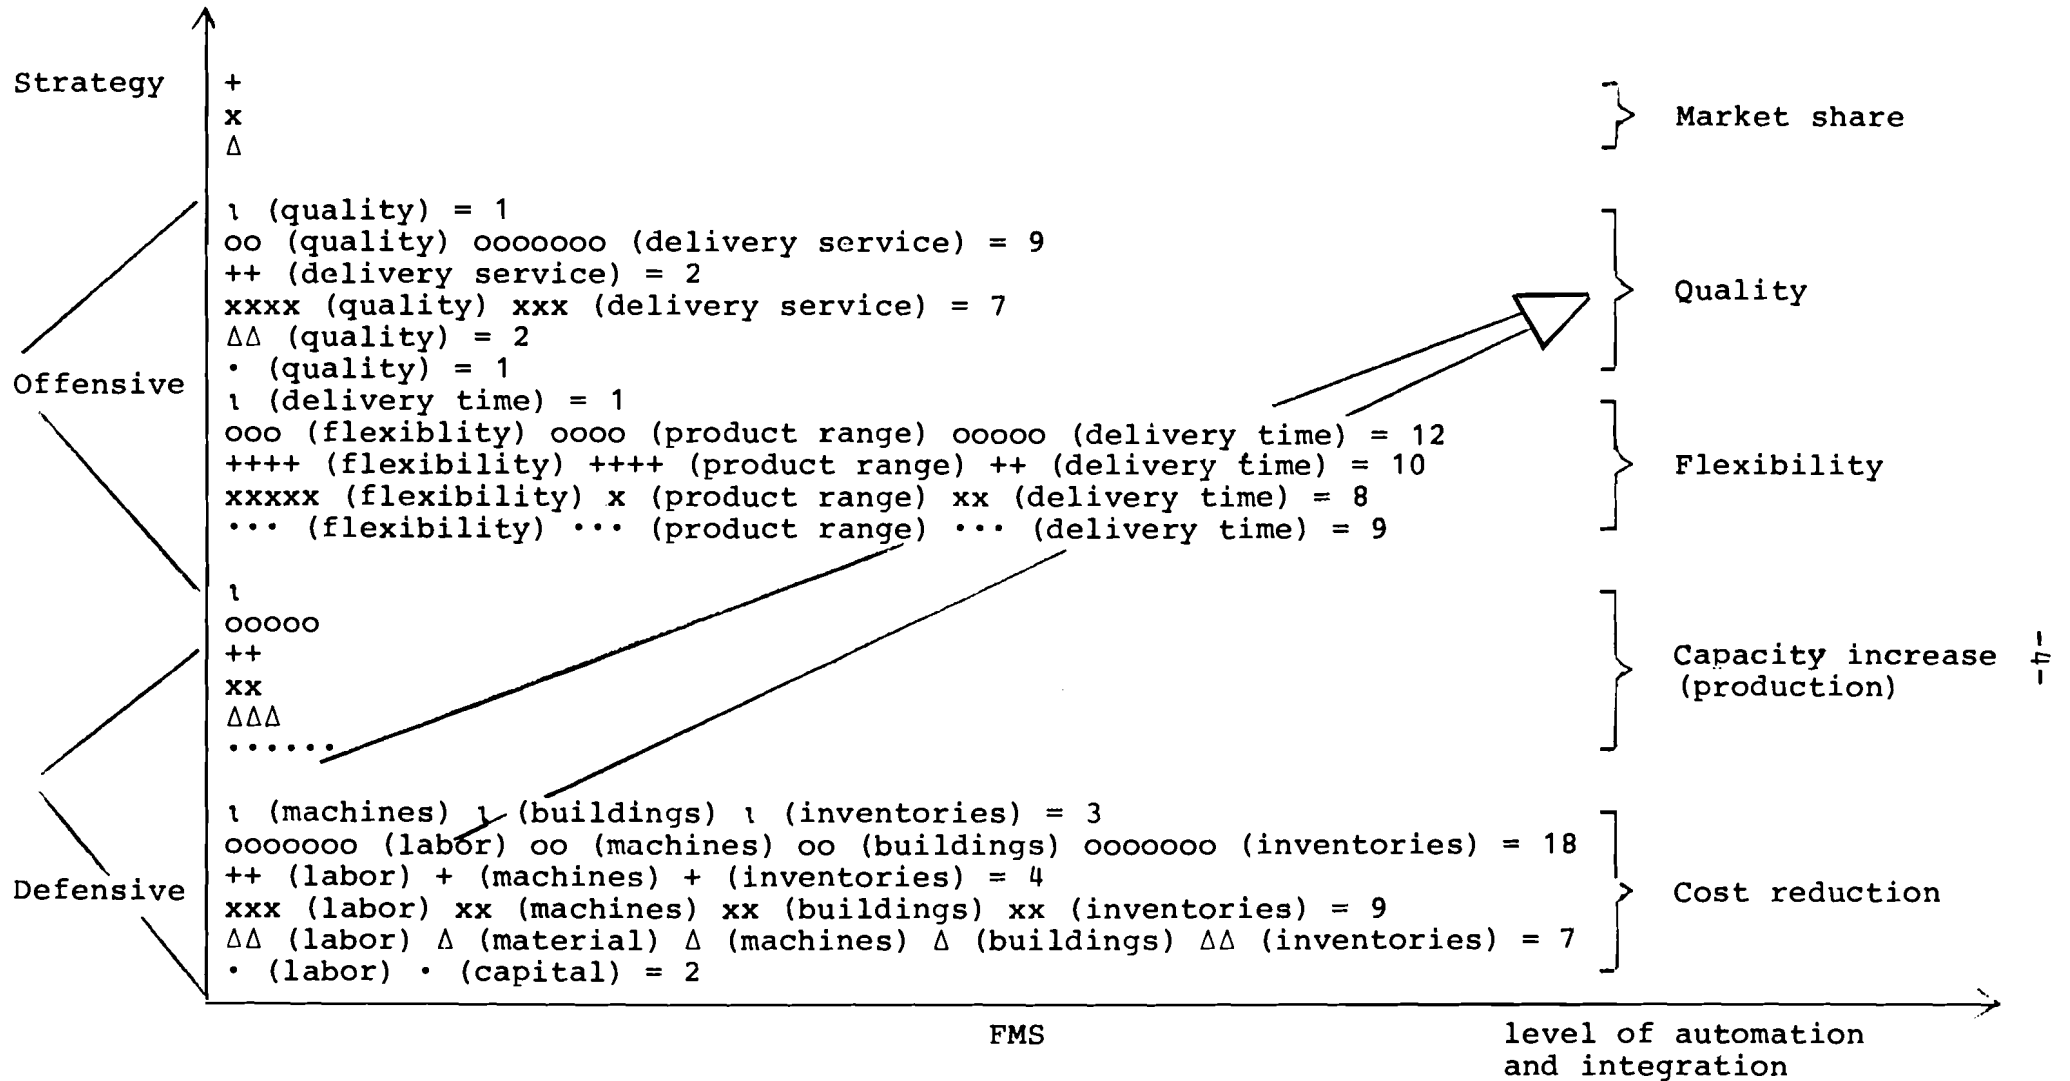 Strategy
+
x
Δ
Market share
ι (quality) = 1
oo (quality) ooooooo (delivery service) = 9
++ (delivery service) = 2
xxxx (quality) xxx (delivery service) = 7
ΔΔ (quality) = 2
• (quality) = 1
Quality
Offensive
ι (delivery time) = 1
ooo (flexiblity) oooo (product range) ooooo (delivery time) = 12
++++ (flexibility) ++++ (product range) ++ (delivery time) = 10
xxxxx (flexibility) x (product range) xx (delivery time) = 8
••• (flexibility) ••• (product range) ••• (delivery time) = 9
Flexibility
ι
ooooo
++
xx
ΔΔΔ
••••••
Capacity increase
(production)
-4-
Defensive
ι (machines) ι (buildings) ι (inventories) = 3
ooooooo (labor) oo (machines) oo (buildings) ooooooo (inventories) = 18
++ (labor) + (machines) + (inventories) = 4
xxx (labor) xx (machines) xx (buildings) xx (inventories) = 9
ΔΔ (labor) Δ (material) Δ (machines) Δ (buildings) ΔΔ (inventories) = 7
• (labor) • (capital) = 2
Cost reduction
FMS
level of automation
and integration